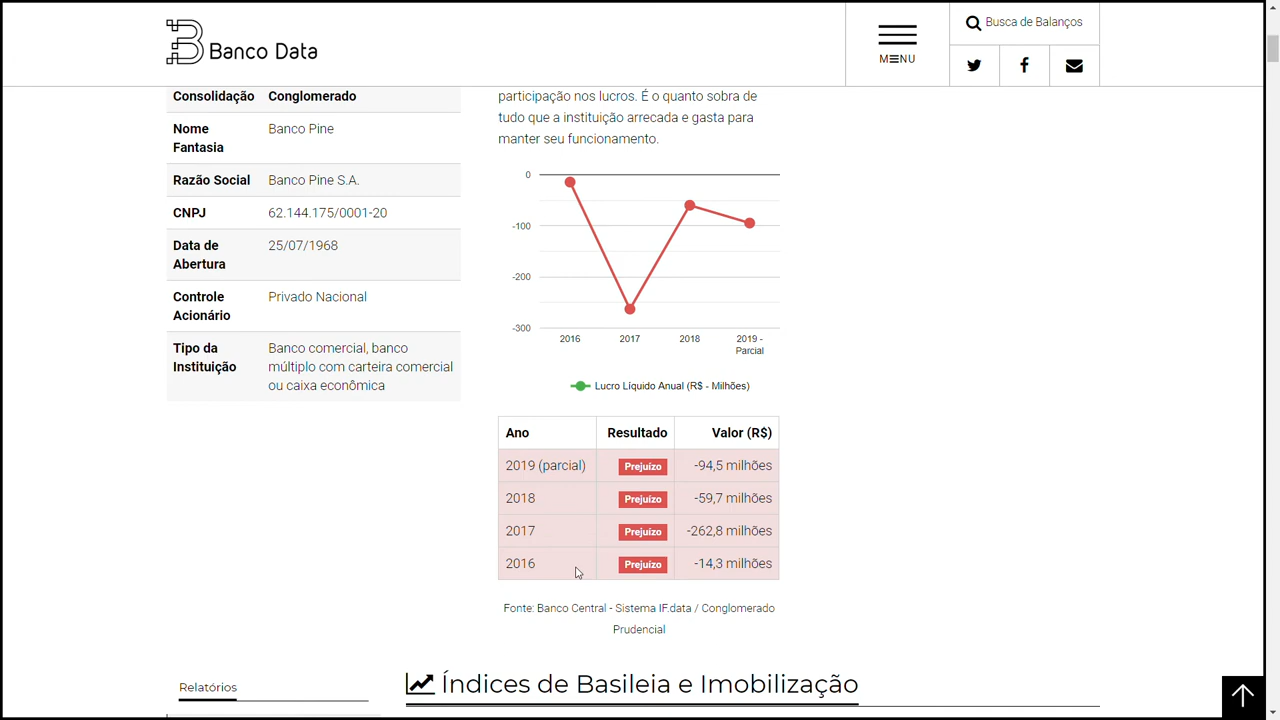 Banco Data
MENU
Busca de Balanços
Consolidação Conglomerado
Nome Fantasia Banco Pine
Razão Social Banco Pine S.A.
CNPJ 62.144.175/0001-20
Data de Abertura 25/07/1968
Controle Acionário Privado Nacional
Tipo da Instituição Banco comercial, banco
múltiplo com carteira comercial
ou caixa econômica
participação nos lucros. É o quanto sobra de
tudo que a instituição arrecada e gasta para
manter seu funcionamento.
0
-100
-200
-300
2016 2017 2018 2019 -
Parcial
Lucro Líquido Anual (R$ - Milhões)
Ano Resultado Valor (R$)
2019 (parcial) Prejuízo -94,5 milhões
2018 Prejuízo -59,7 milhões
2017 Prejuízo -262,8 milhões
2016 Prejuízo -14,3 milhões
Fonte: Banco Central - Sistema IF.data / Conglomerado
Prudencial
Relatórios
Índices de Basileia e Imobilização